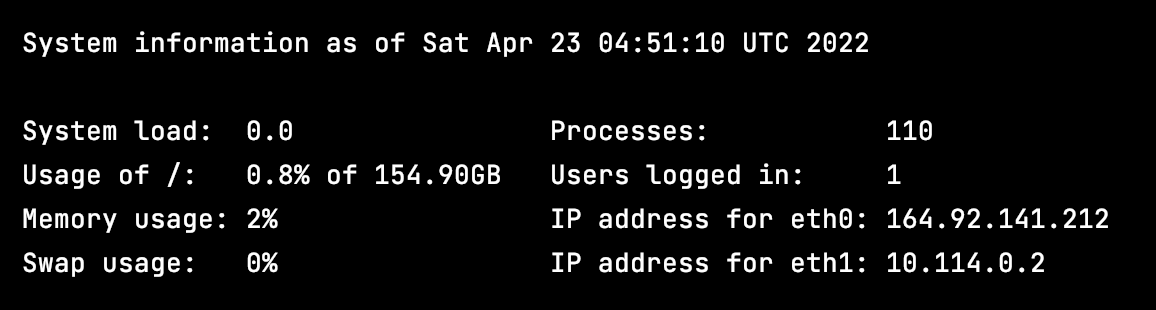 System information as of Sat Apr 23 04:51:10 UTC 2022
System load:  0.0                Processes:           110
Usage of /:   0.8% of 154.90GB   Users logged in:     1
Memory usage: 2%                 IP address for eth0: 164.92.141.212
Swap usage:   0%                 IP address for eth1: 10.114.0.2